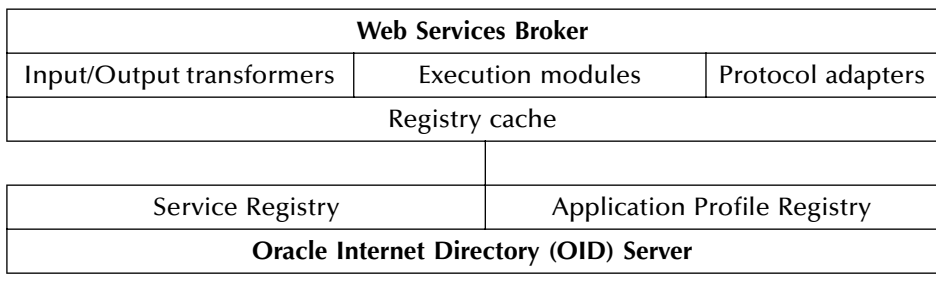 Web Services Broker
Input/Output transformers Execution modules Protocol adapters
Registry cache
Service Registry Application Profile Registry
Oracle Internet Directory (OID) Server